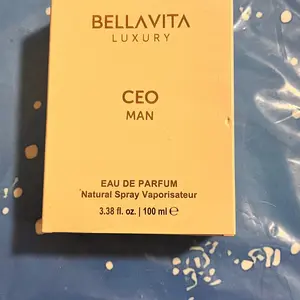 BELLAVITA
LUXURY
CEO
MAN
EAU DE PARFUM
Natural Spray Vaporisateur
3.38 fl. oz. | 100 ml ℮